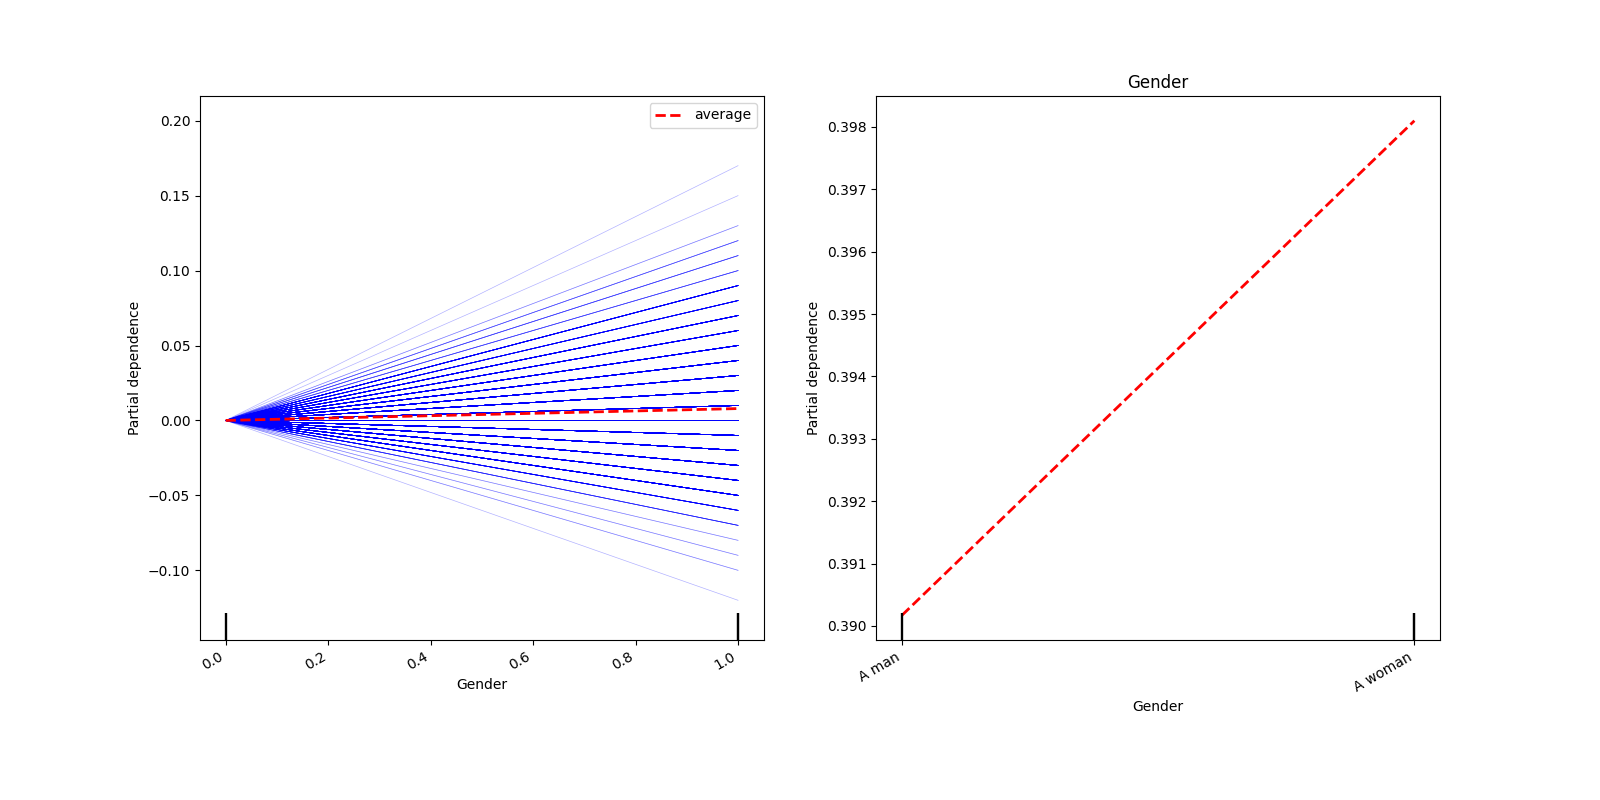 average
0.20
0.15
0.10
0.05
0.00
−0.05
−0.10
Partial dependence
0.0
0.2
0.4
0.6
0.8
1.0
Gender
Gender
0.398
0.397
0.396
0.395
0.394
0.393
0.392
0.391
0.390
Partial dependence
A man
A woman
Gender